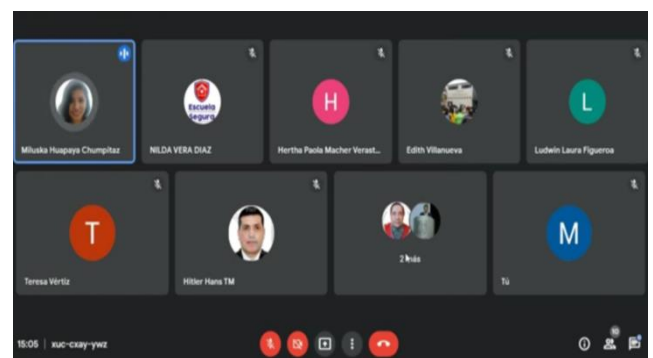 Escuela
Segura
H
L
Miluska Huapaya Chumpitaz
NILDA VERA DIAZ
Hertha Paola Macher Verast...
Edith Villanueva
Ludwin Laura Figueroa
T
M
Teresa Vértiz
Hitler Hans TM
2 más
Tú
15:05 | xuc-cxay-ywz
10